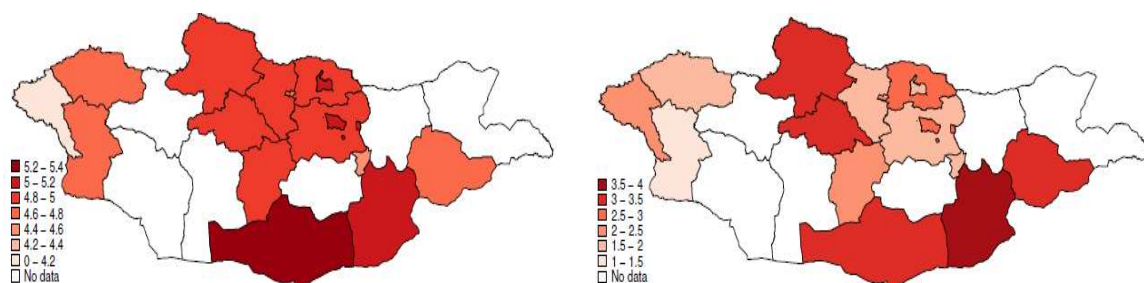 5.2 – 5.4
5 – 5.2
4.8 – 5
4.6 – 4.8
4.4 – 4.6
4.2 – 4.4
0 – 4.2
No data
3.5 – 4
3 – 3.5
2.5 – 3
2 – 2.5
1.5 – 2
1 – 1.5
No data